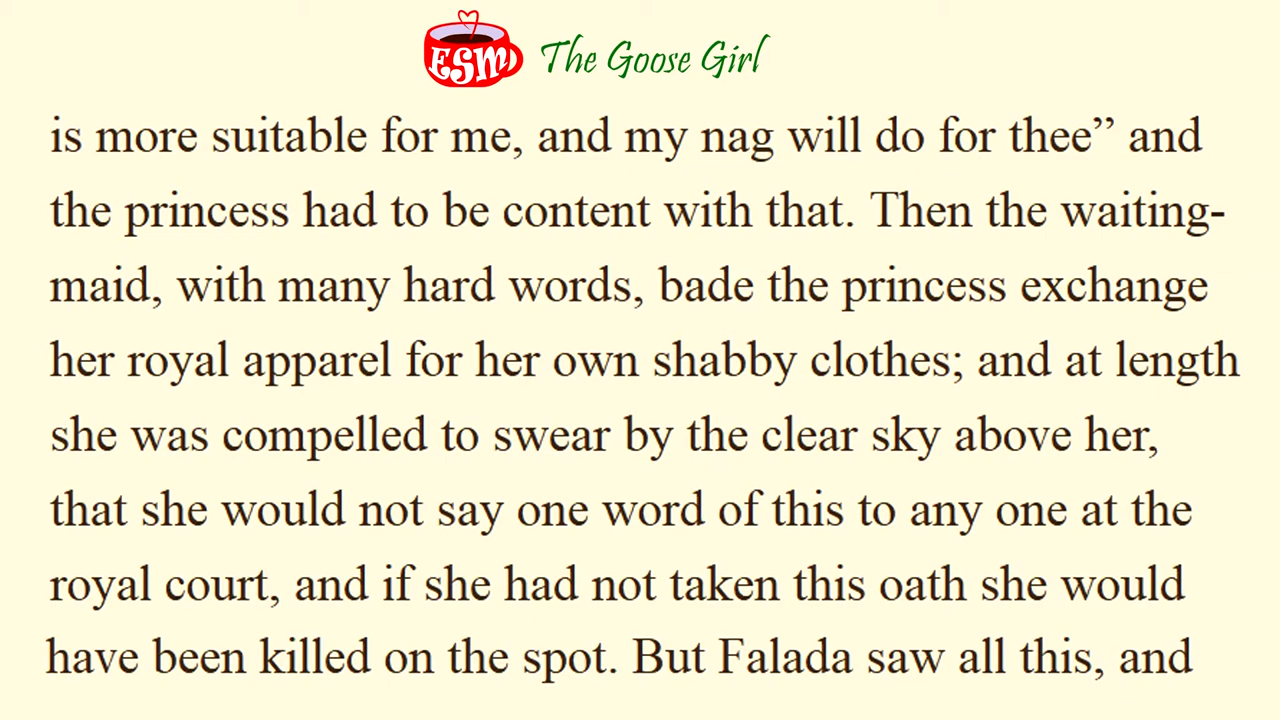 ESM The Goose Girl
is more suitable for me, and my nag will do for thee” and
the princess had to be content with that. Then the waiting-
maid, with many hard words, bade the princess exchange
her royal apparel for her own shabby clothes; and at length
she was compelled to swear by the clear sky above her,
that she would not say one word of this to any one at the
royal court, and if she had not taken this oath she would
have been killed on the spot. But Falada saw all this, and